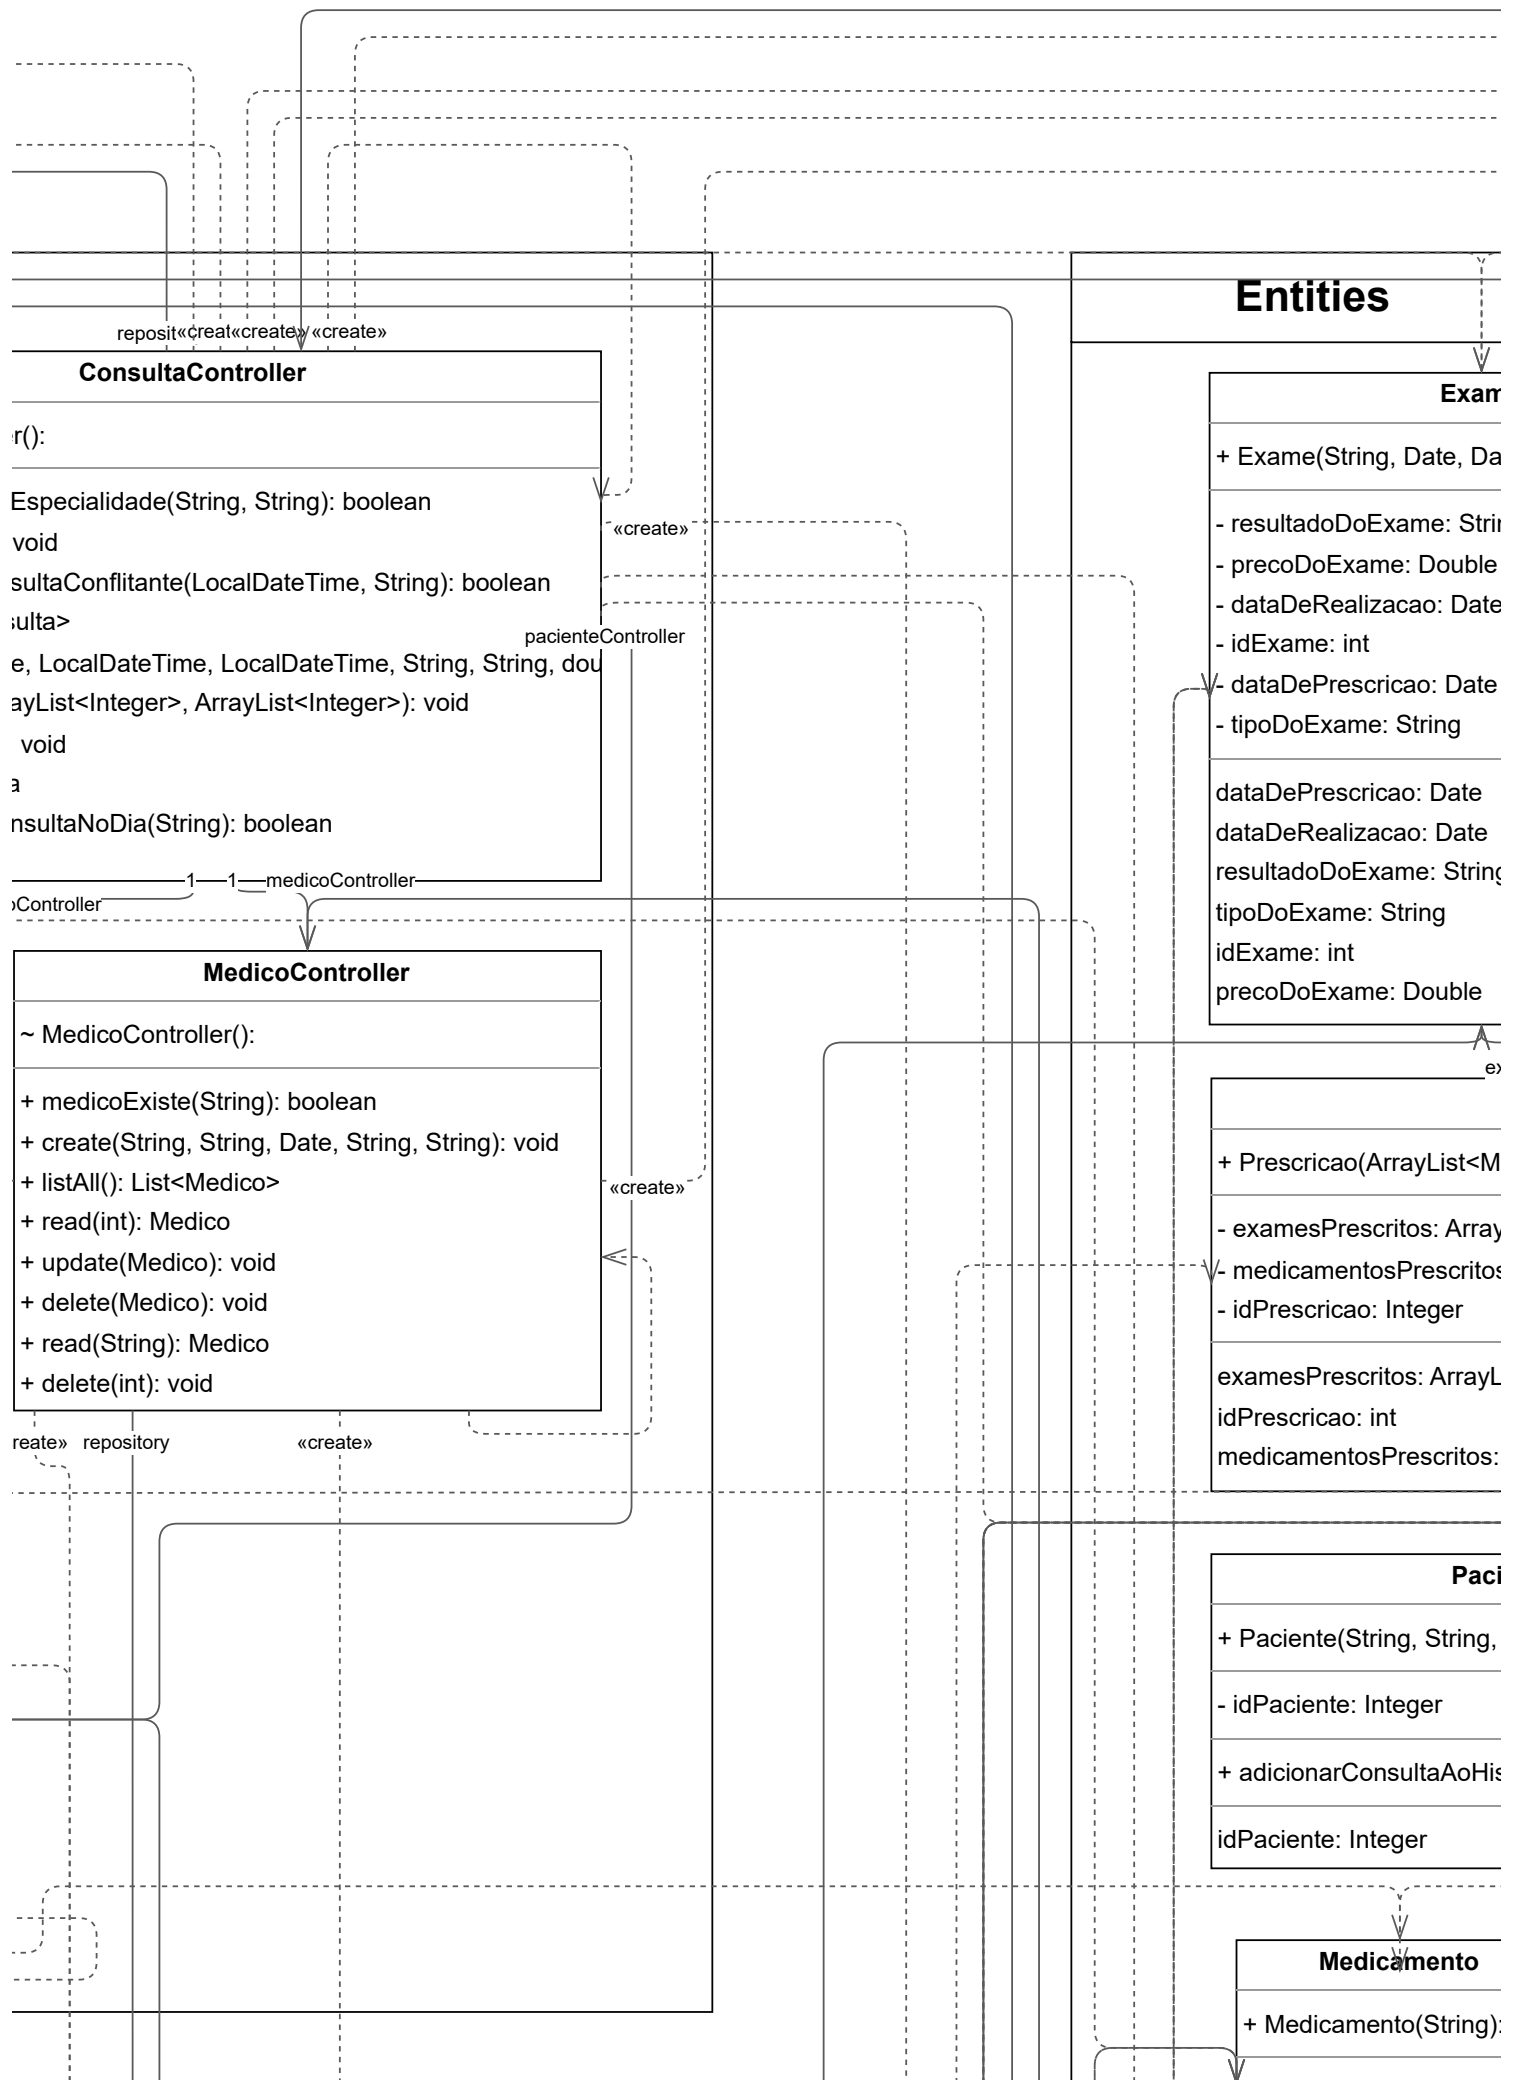 Entities
reposit«creat«create»«create»
ConsultaController
r():
Especialidade(String, String): boolean
void
sultaConflitante(LocalDateTime, String): boolean
sulta>
e, LocalDateTime, LocalDateTime, String, String, dou
ayList<Integer>, ArrayList<Integer>): void
void
a
nsultaNoDia(String): boolean
«create»
pacienteController
1
1
medicoController
oController
MedicoController
~ MedicoController():
+ medicoExiste(String): boolean
+ create(String, String, Date, String, String): void
+ listAll(): List<Medico>
+ read(int): Medico
+ update(Medico): void
+ delete(Medico): void
+ read(String): Medico
+ delete(int): void
«create»
reate»
repository
«create»
Exam
+ Exame(String, Date, Da
- resultadoDoExame: Strin
- precoDoExame: Double
- dataDeRealizacao: Date
- idExame: int
- dataDePrescricao: Date
- tipoDoExame: String
dataDePrescricao: Date
dataDeRealizacao: Date
resultadoDoExame: String
tipoDoExame: String
idExame: int
precoDoExame: Double
ex
+ Prescricao(ArrayList<M
- examesPrescritos: Array
- medicamentosPrescritos
- idPrescricao: Integer
examesPrescritos: ArrayL
idPrescricao: int
medicamentosPrescritos:
Paci
+ Paciente(String, String,
- idPaciente: Integer
+ adicionarConsultaAoHis
idPaciente: Integer
Medicamento
+ Medicamento(String):